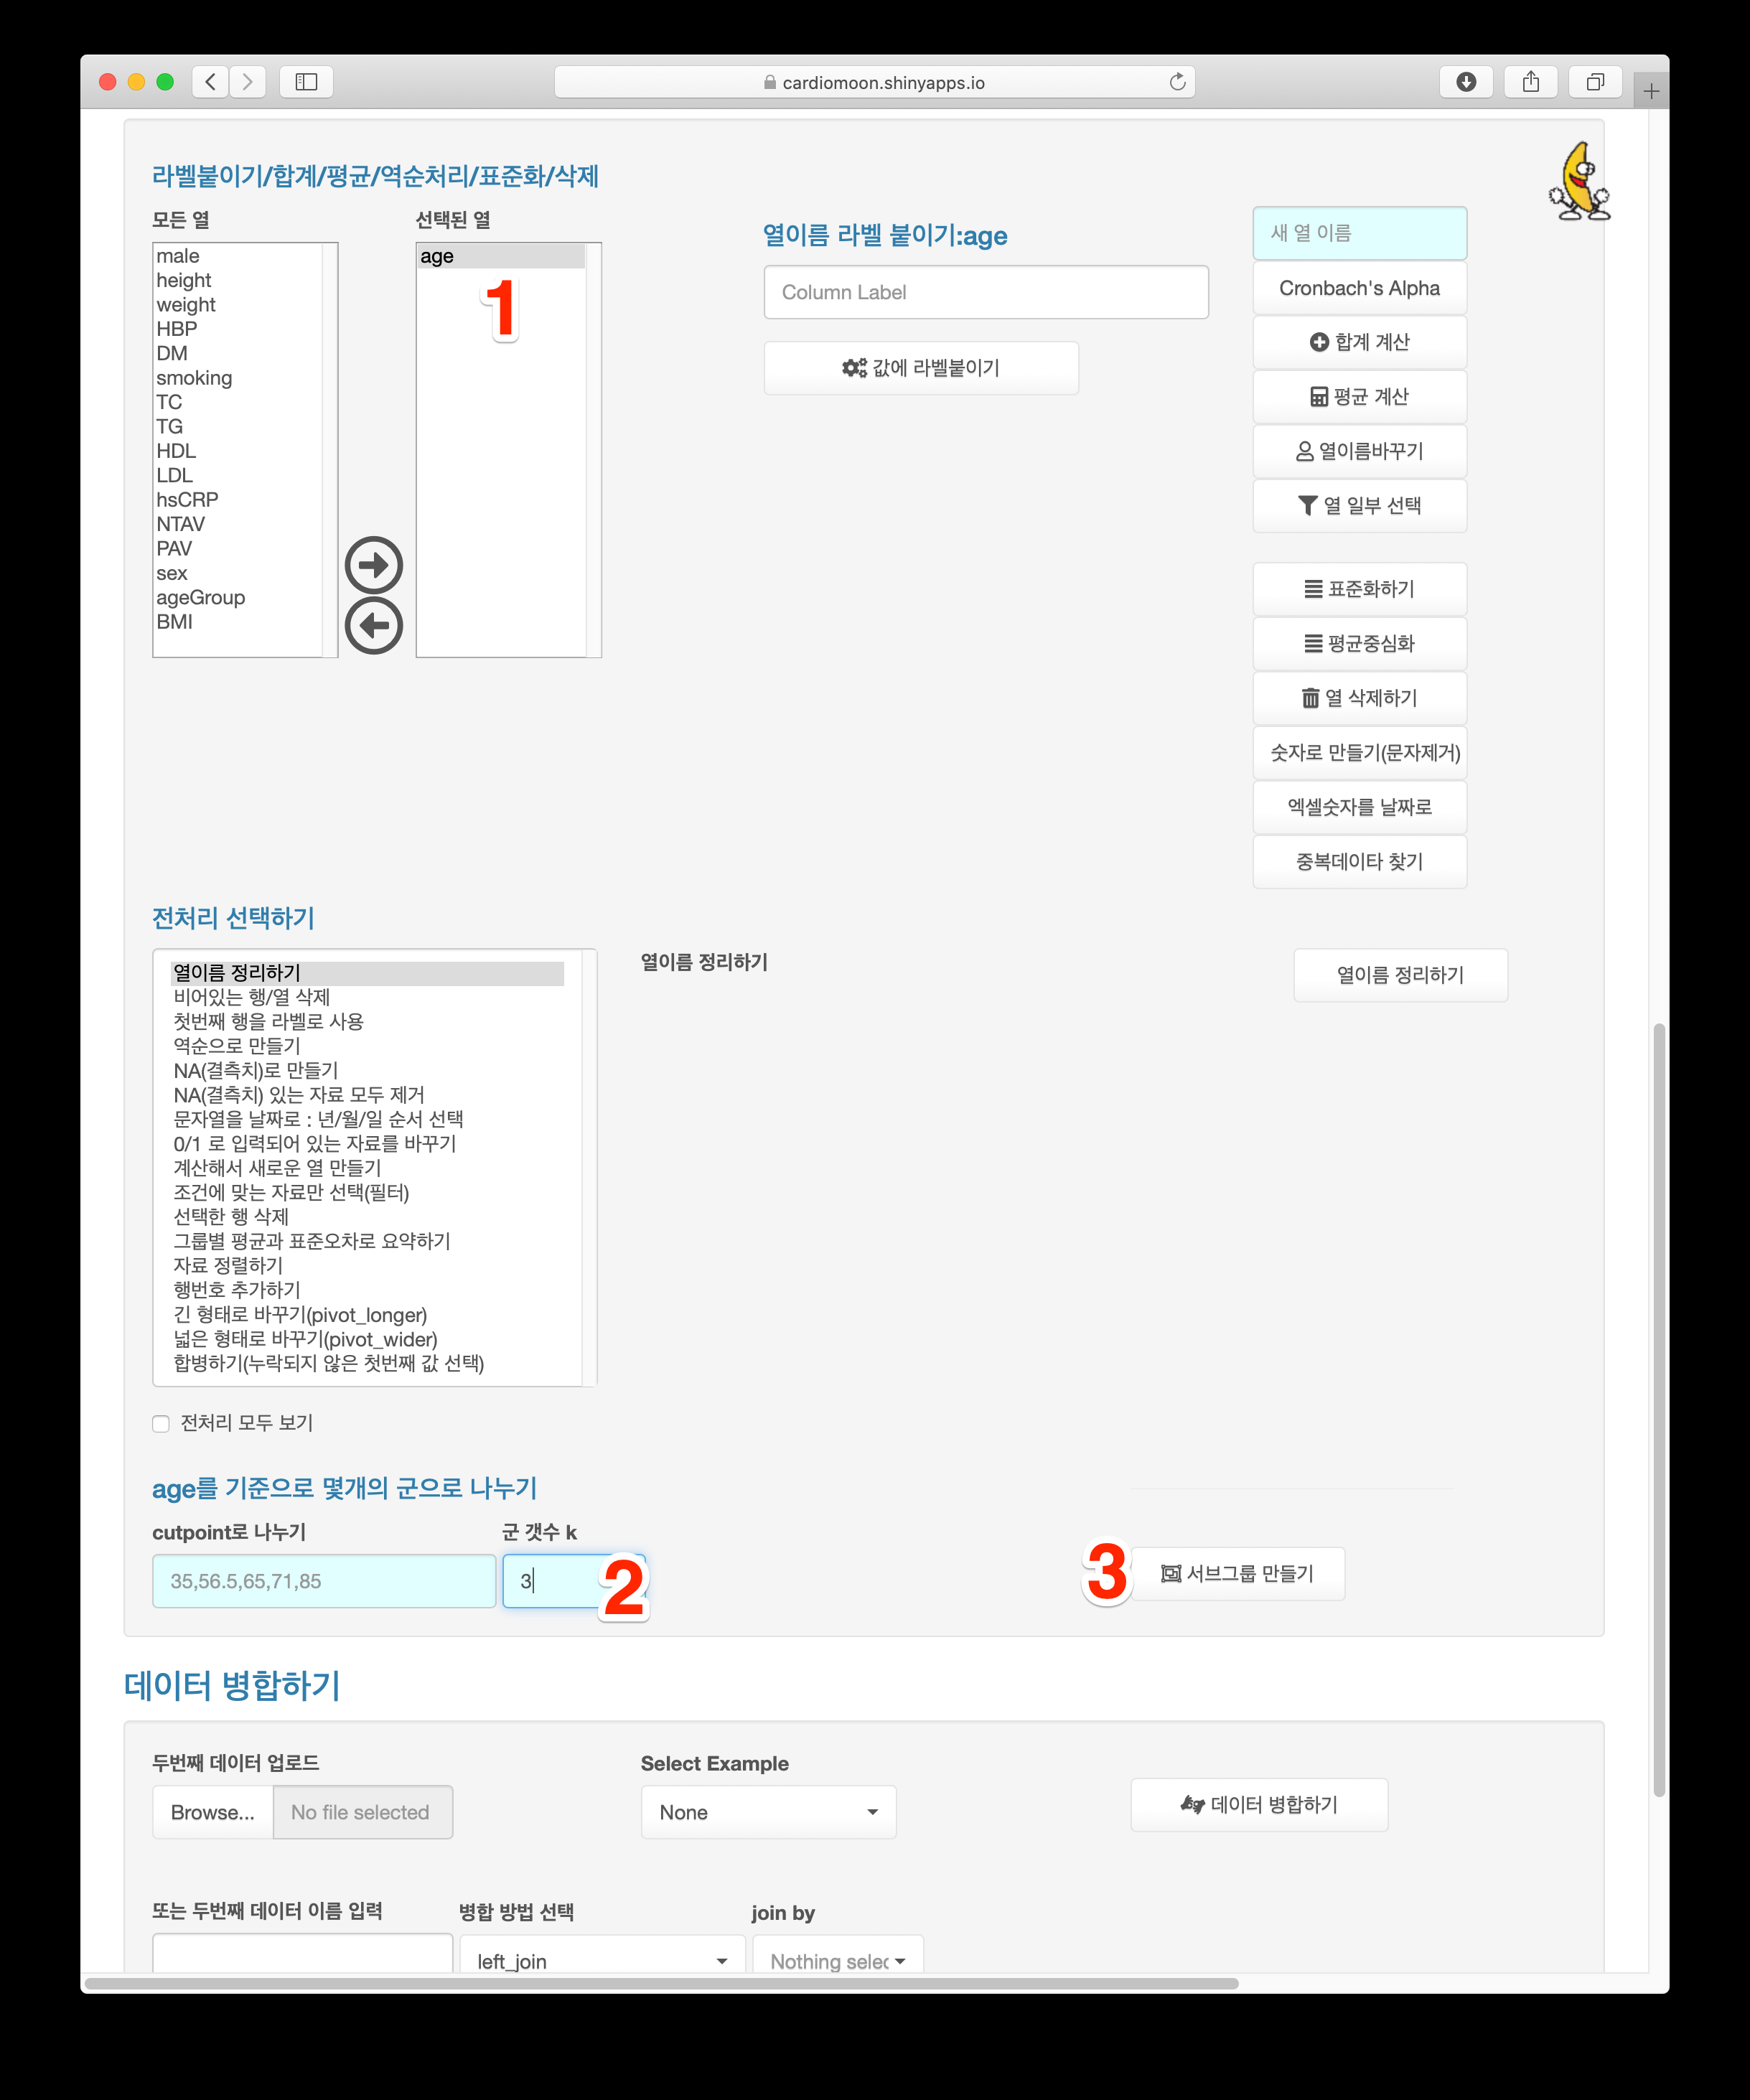 cardiomoon.shinyapps.io
라벨붙이기/합계/평균/역순처리/표준화/삭제
모든 열
선택된 열
male
height
weight
HBP
DM
smoking
TC
TG
HDL
LDL
hsCRP
NTAV
PAV
sex
ageGroup
BMI
age
1
열이름 라벨 붙이기:age
Column Label
값에 라벨붙이기
새 열 이름
Cronbach's Alpha
합계 계산
평균 계산
열이름바꾸기
열 일부 선택
표준화하기
평균중심화
열 삭제하기
숫자로 만들기(문자제거)
엑셀숫자를 날짜로
중복데이타 찾기
전처리 선택하기
열이름 정리하기
비어있는 행/열 삭제
첫번째 행을 라벨로 사용
역순으로 만들기
NA(결측치)로 만들기
NA(결측치) 있는 자료 모두 제거
문자열을 날짜로 : 년/월/일 순서 선택
0/1 로 입력되어 있는 자료를 바꾸기
계산해서 새로운 열 만들기
조건에 맞는 자료만 선택(필터)
선택한 행 삭제
그룹별 평균과 표준오차로 요약하기
자료 정렬하기
행번호 추가하기
긴 형태로 바꾸기(pivot_longer)
넓은 형태로 바꾸기(pivot_wider)
합병하기(누락되지 않은 첫번째 값 선택)
열이름 정리하기
열이름 정리하기
전처리 모두 보기
age를 기준으로 몇개의 군으로 나누기
cutpoint로 나누기
군 갯수 k
35,56.5,65,71,85
3
2
3
서브그룹 만들기
데이터 병합하기
두번째 데이터 업로드
Select Example
Browse...
No file selected
None
데이터 병합하기
또는 두번째 데이터 이름 입력
병합 방법 선택
join by
left_join
Nothing selec